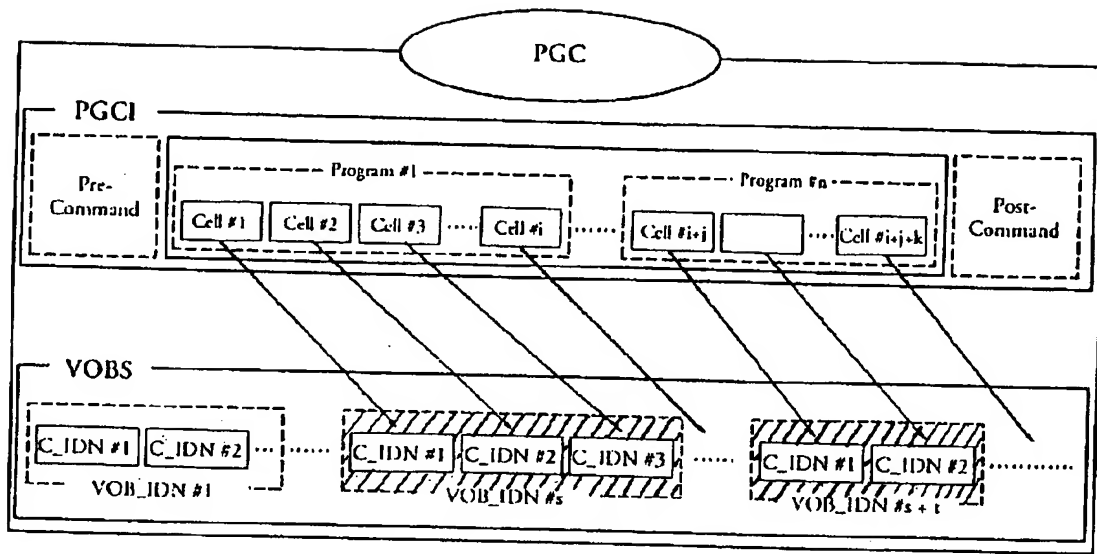 PGC
PGCI
Pre-
Command
Program #1
Cell #1 Cell #2 Cell #3 ····· Cell #i ·······
Program #n
Cell #i+j ···· Cell #i+j+k
Post-
Command
VOBS
C_IDN #1 C_IDN #2 ···· ······
VOB_IDN #1
C_IDN #1 C_IDN #2 C_IDN #3 ······
VOB_IDN #s
C_IDN #1 C_IDN #2 ············
VOB_IDN #s + t